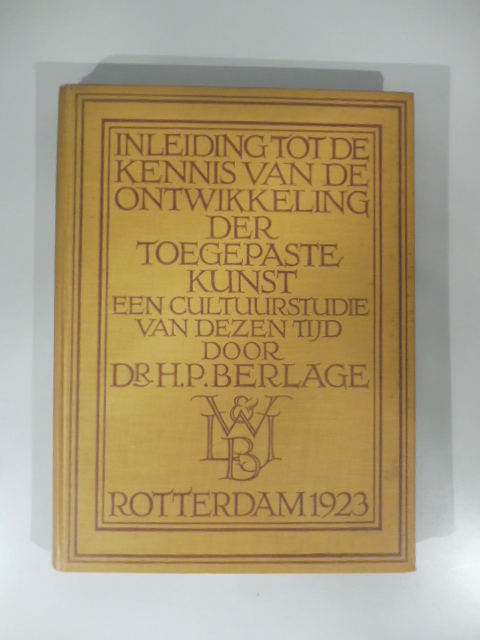 INLEIDING TOT DE
KENNIS VAN DE
ONTWIKKELING
DER
TOEGEPASTE
KUNST
EEN CULTUURSTUDIE
VAN DEZEN TIJD
DOOR
DR H.P. BERLAGE
W L & J B
ROTTERDAM 1923